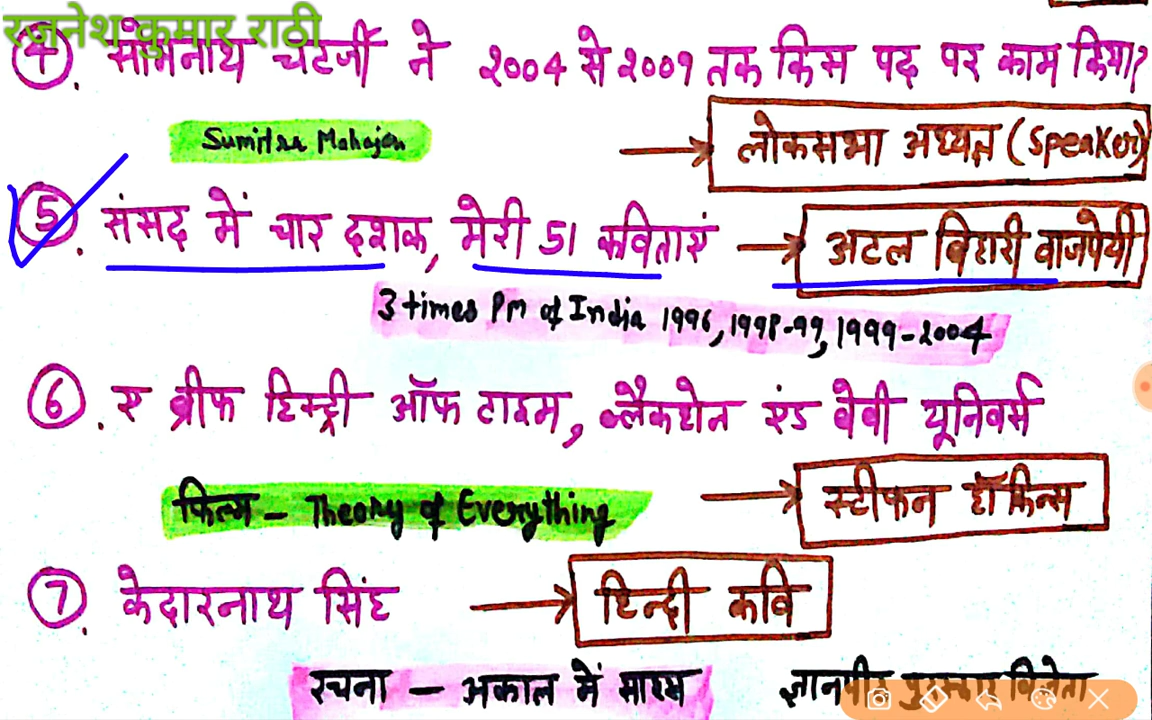 रजनेश कुमार राठी
4. सोमनाथ चटर्जी ने 2004 से 2009 तक किस पद पर काम किया?
Sumitra Mahajan → लोकसभा अध्यक्ष (Speaker)
5. संसद में चार दशक, मेरी 51 कविताएं → अटल बिहारी वाजपेयी
3 times PM of India 1996, 1998-99, 1999-2004
6. ए ब्रीफ हिस्ट्री ऑफ टाइम, ब्लैकहोल एंड बेबी यूनिवर्स
फिल्म - Theory of Everything → स्टीफन हॉकिन्स
7. केदारनाथ सिंह → हिन्दी कवि
रचना - अकाल में सारस ज्ञानपीठ पुरस्कार विजेता